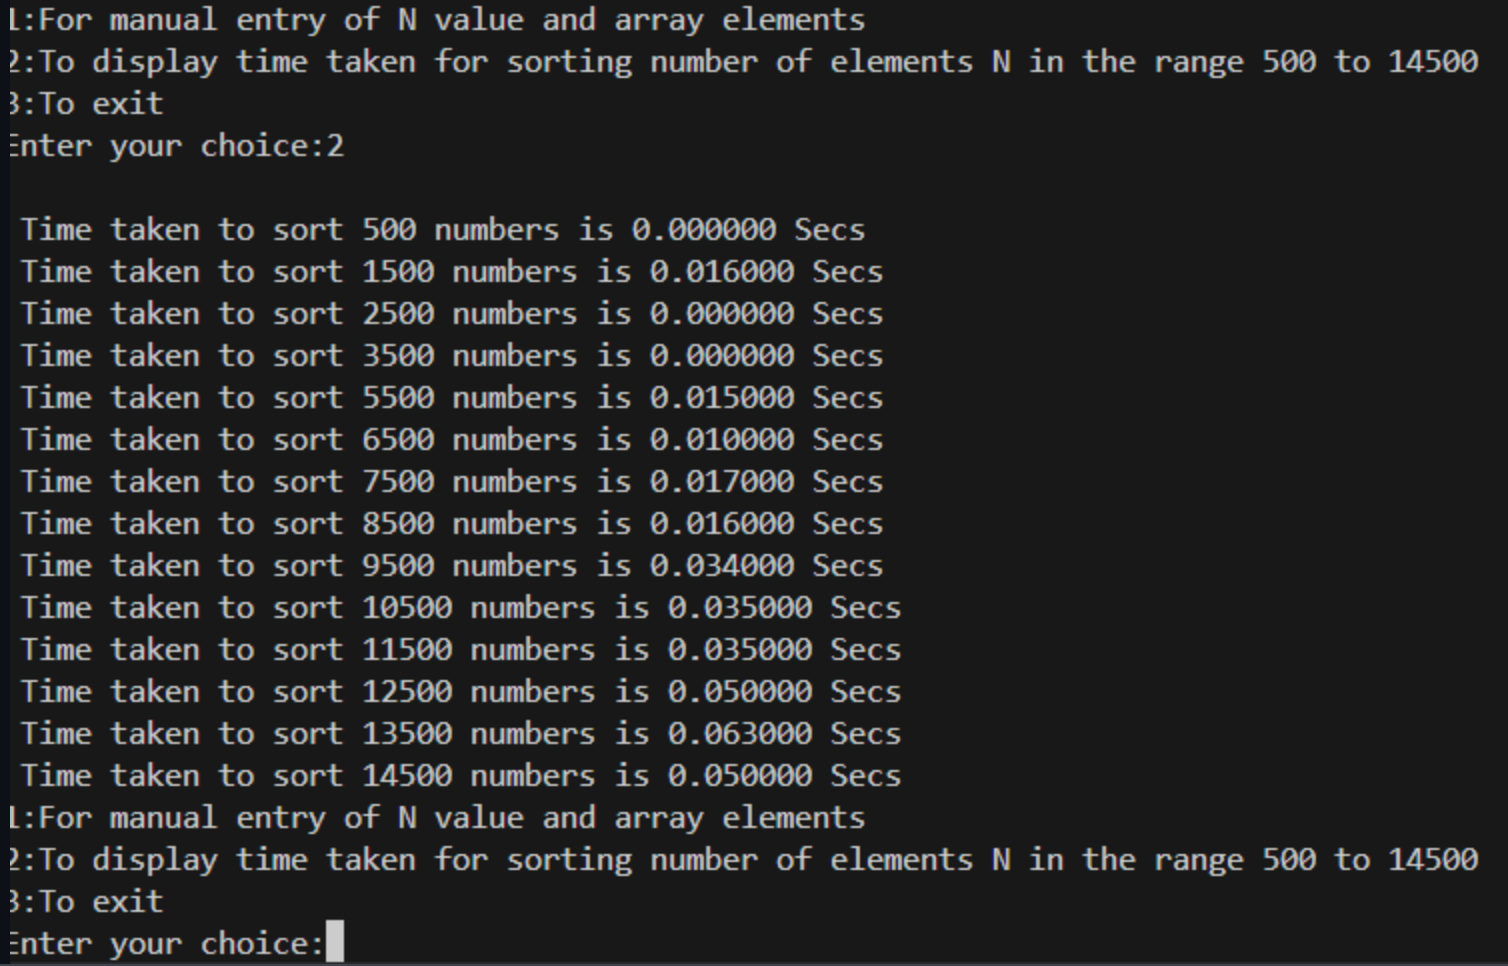 1:For manual entry of N value and array elements
2:To display time taken for sorting number of elements N in the range 500 to 14500
3:To exit
Enter your choice:2
Time taken to sort 500 numbers is 0.000000 Secs
Time taken to sort 1500 numbers is 0.016000 Secs
Time taken to sort 2500 numbers is 0.000000 Secs
Time taken to sort 3500 numbers is 0.000000 Secs
Time taken to sort 5500 numbers is 0.015000 Secs
Time taken to sort 6500 numbers is 0.010000 Secs
Time taken to sort 7500 numbers is 0.017000 Secs
Time taken to sort 8500 numbers is 0.016000 Secs
Time taken to sort 9500 numbers is 0.034000 Secs
Time taken to sort 10500 numbers is 0.035000 Secs
Time taken to sort 11500 numbers is 0.035000 Secs
Time taken to sort 12500 numbers is 0.050000 Secs
Time taken to sort 13500 numbers is 0.063000 Secs
Time taken to sort 14500 numbers is 0.050000 Secs
1:For manual entry of N value and array elements
2:To display time taken for sorting number of elements N in the range 500 to 14500
3:To exit
Enter your choice: